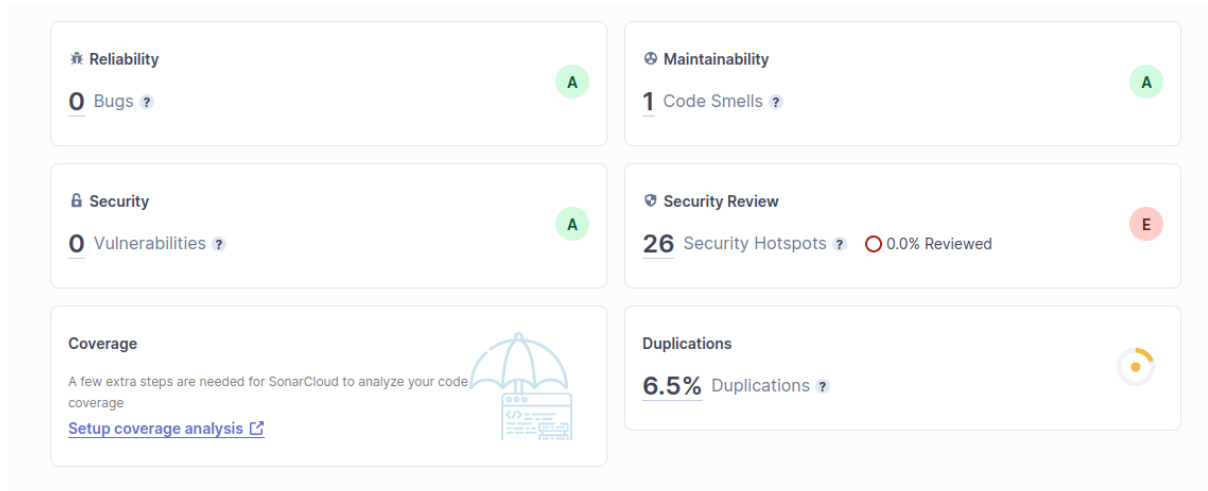 Reliability
0 Bugs ?
A
Maintainability
1 Code Smells ?
A
Security
0 Vulnerabilities ?
A
Security Review
26 Security Hotspots ? 0.0% Reviewed
E
Coverage
A few extra steps are needed for SonarCloud to analyze your code
coverage
Setup coverage analysis
</>
Duplications
6.5% Duplications ?